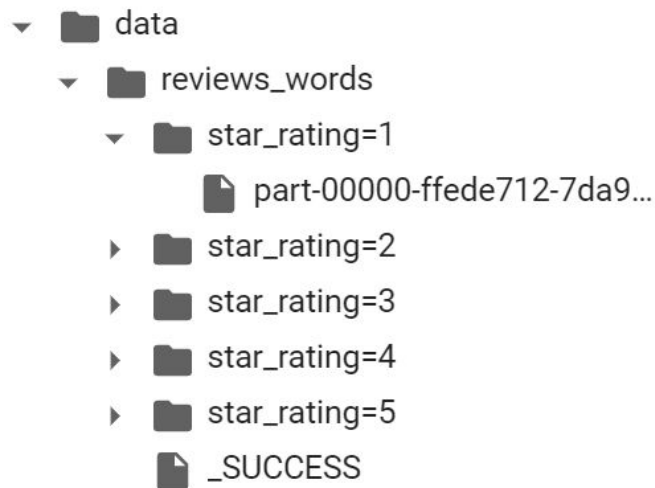 data
reviews_words
star_rating=1
part-00000-ffede712-7da9...
star_rating=2
star_rating=3
star_rating=4
star_rating=5
_SUCCESS